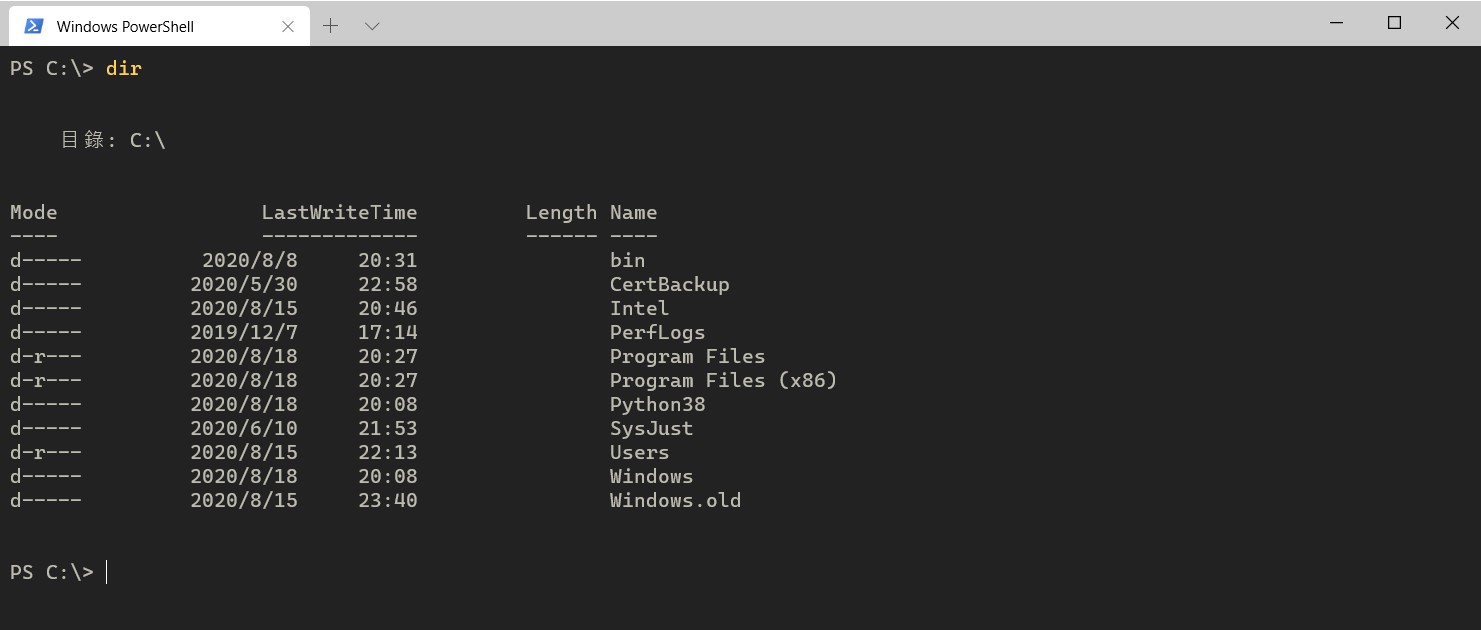 Windows PowerShell
PS C:\> dir
目錄: C:\
Mode                 LastWriteTime         Length Name
----                 -------------         ------ ----
d-----          2020/8/8     20:31                bin
d-----         2020/5/30     22:58                CertBackup
d-----         2020/8/15     20:46                Intel
d-----         2019/12/7     17:14                PerfLogs
d-r---         2020/8/18     20:27                Program Files
d-r---         2020/8/18     20:27                Program Files (x86)
d-----         2020/8/18     20:08                Python38
d-----         2020/6/10     21:53                SysJust
d-r---         2020/8/15     22:13                Users
d-----         2020/8/18     20:08                Windows
d-----         2020/8/15     23:40                Windows.old
PS C:\>